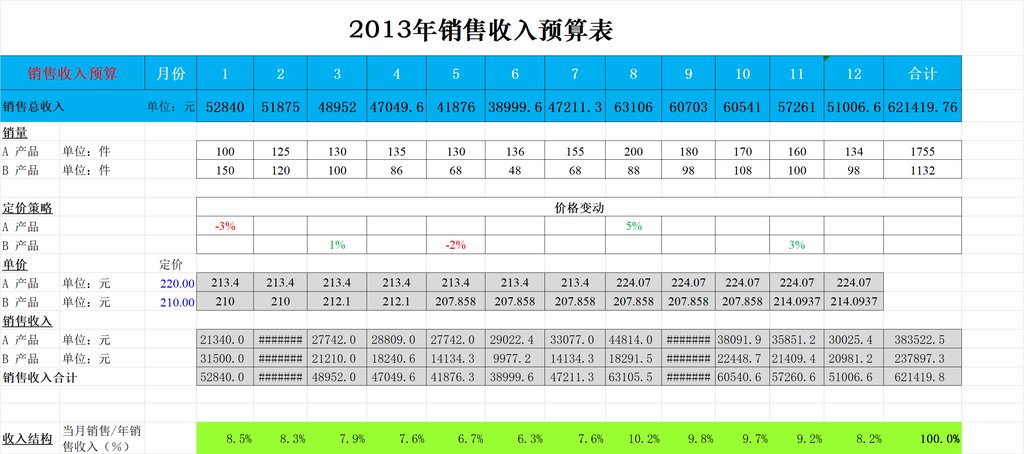 2013年销售收入预算表
销售收入预算 月份 1 2 3 4 5 6 7 8 9 10 11 12 合计
销售总收入 单位：元 52840 51875 48952 47049.6 41876 38999.6 47211.3 63106 60703 60541 57261 51006.6 621419.76
销量
A 产品 单位：件 100 125 130 135 130 136 155 200 180 170 160 134 1755
B 产品 单位：件 150 120 100 86 68 48 68 88 98 108 100 98 1132
定价策略 价格变动
A 产品 -3% 5%
B 产品 1% -2% 3%
单价 定价
A 产品 单位：元 220.00 213.4 213.4 213.4 213.4 213.4 213.4 213.4 224.07 224.07 224.07 224.07 224.07
B 产品 单位：元 210.00 210 210 212.1 212.1 207.858 207.858 207.858 207.858 207.858 207.858 214.0937 214.0937
销售收入
A 产品 单位：元 21340.0 ####### 27742.0 28809.0 27742.0 29022.4 33077.0 44814.0 ####### 38091.9 35851.2 30025.4 383522.5
B 产品 单位：元 31500.0 ####### 21210.0 18240.6 14134.3 9977.2 14134.3 18291.5 ####### 22448.7 21409.4 20981.2 237897.3
销售收入合计 52840.0 ####### 48952.0 47049.6 41876.3 38999.6 47211.3 63105.5 ####### 60540.6 57260.6 51006.6 621419.8
收入结构 当月销售/年销售收入（％） 8.5% 8.3% 7.9% 7.6% 6.7% 6.3% 7.6% 10.2% 9.8% 9.7% 9.2% 8.2% 100.0%